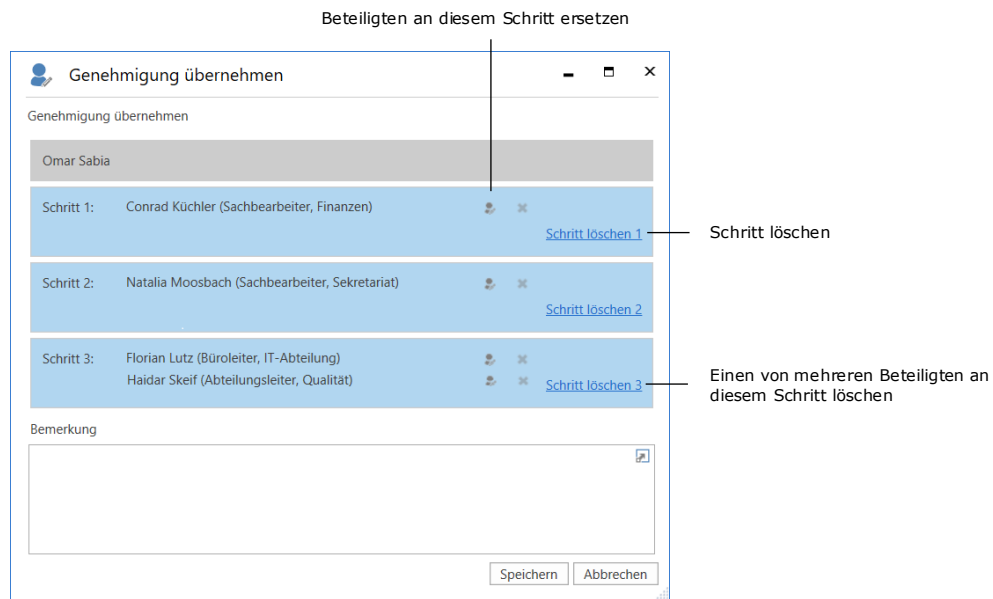 Beteiligten an diesem Schritt ersetzen
Genehmigung übernehmen
Genehmigung übernehmen
Omar Sabia
Schritt 1: Conrad Küchler (Sachbearbeiter, Finanzen)
Schritt löschen 1
Schritt löschen
Schritt 2: Natalia Moosbach (Sachbearbeiter, Sekretariat)
Schritt löschen 2
Schritt 3: Florian Lutz (Büroleiter, IT-Abteilung)
Haidar Skeif (Abteilungsleiter, Qualität)
Schritt löschen 3
Einen von mehreren Beteiligten an
diesem Schritt löschen
Bemerkung
Speichern Abbrechen